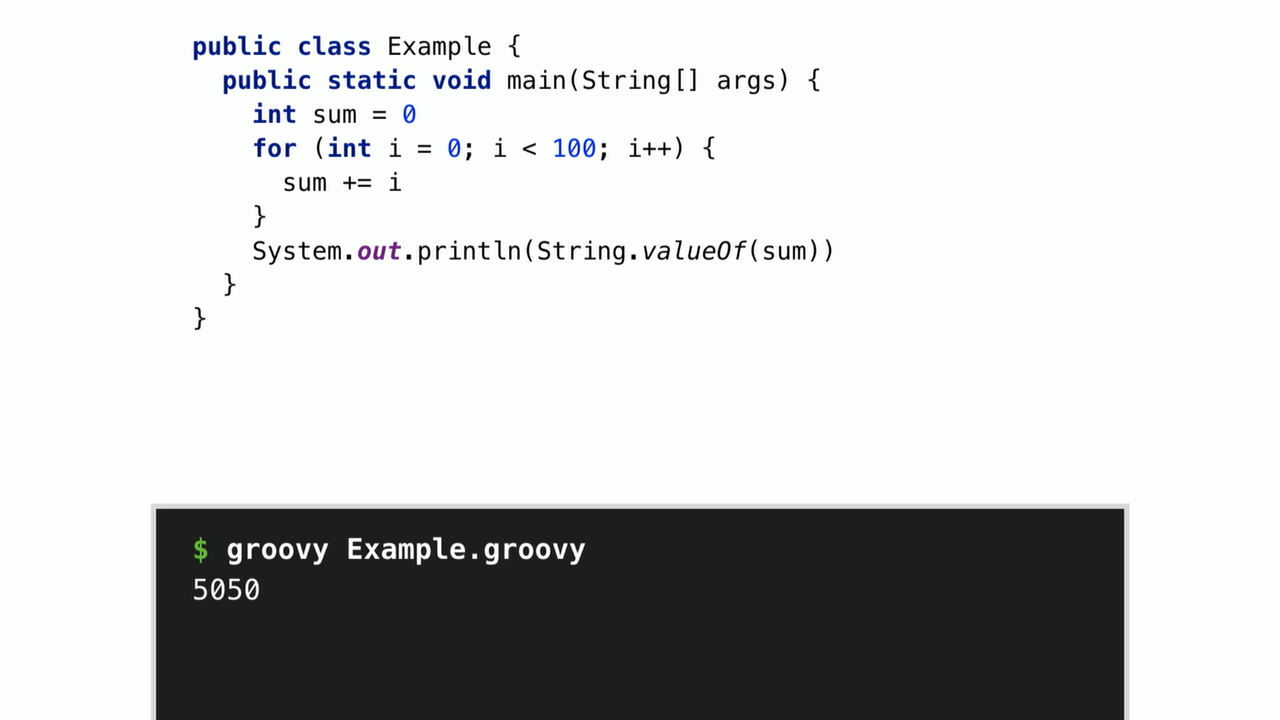 public class Example {
public static void main(String[] args) {
int sum = 0
for (int i = 0; i < 100; i++) {
sum += i
}
System.out.println(String.valueOf(sum))
}
}
$ groovy Example.groovy
5050